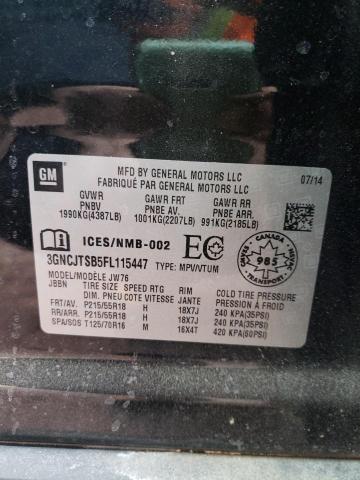 GM
MFD BY GENERAL MOTORS LLC
FABRIQUÉ PAR GENERAL MOTORS LLC
07/14
GVWR GAWR FRT GAWR RR
PNBV PNBE AV. PNBE ARR.
1990KG(4387LB) 1001KG(2207LB) 991KG(2185LB)
ICES/NMB-002 EC
3GNCJTSB5FL115447 TYPE: MPV/VTUM
CANADA
985
TRANSPORT
MODEL/MODÈLE JW76
JBBN TIRE SIZE SPEED RTG RIM COLD TIRE PRESSURE
DIM. PNEU COTE VITESSE JANTE PRESSION À FROID
FRT/AV. P215/55R18 H 18X7J 240 KPA(35PSI)
RR/ARR. P215/55R18 H 18X7J 240 KPA(35PSI)
SPA/SOS T125/70R16 M 16X4T 420 KPA(60PSI)